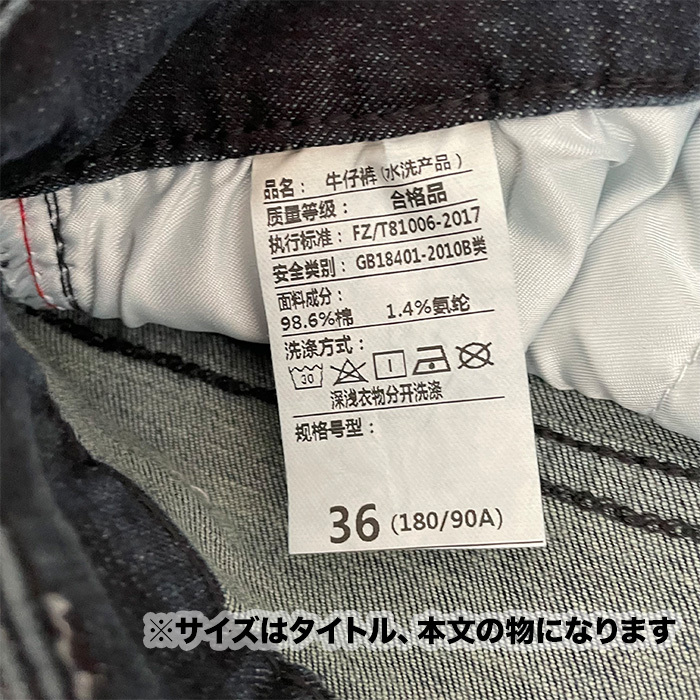 品名： 牛仔裤（水洗产品）
质量等级： 合格品
执行标准：FZ/T81006-2017
安全类别：GB18401-2010B类
面料成分：
98.6%棉 1.4%氨纶
洗涤方式：
30
深浅衣物分开洗涤
规格号型：
36 (180/90A)
※サイズはタイトル、本文の物になります